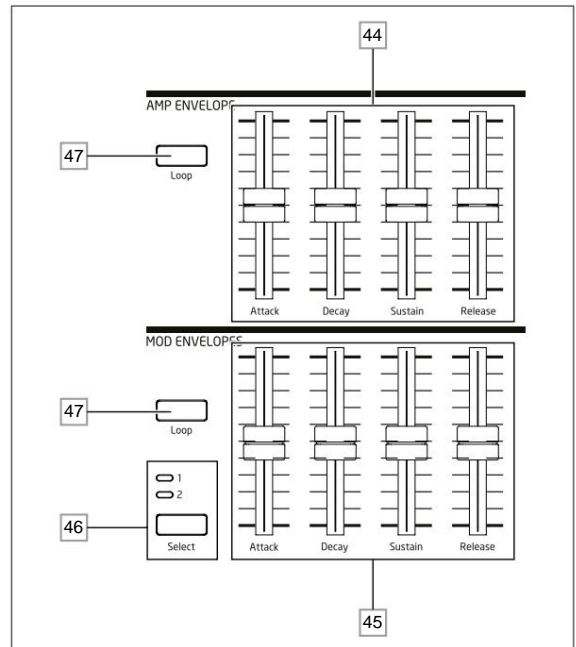 44
AMP ENVELOPE
47
Loop
Attack Decay Sustain Release
MOD ENVELOPES
47
Loop
1
2
46
Select
Attack Decay Sustain Release
45